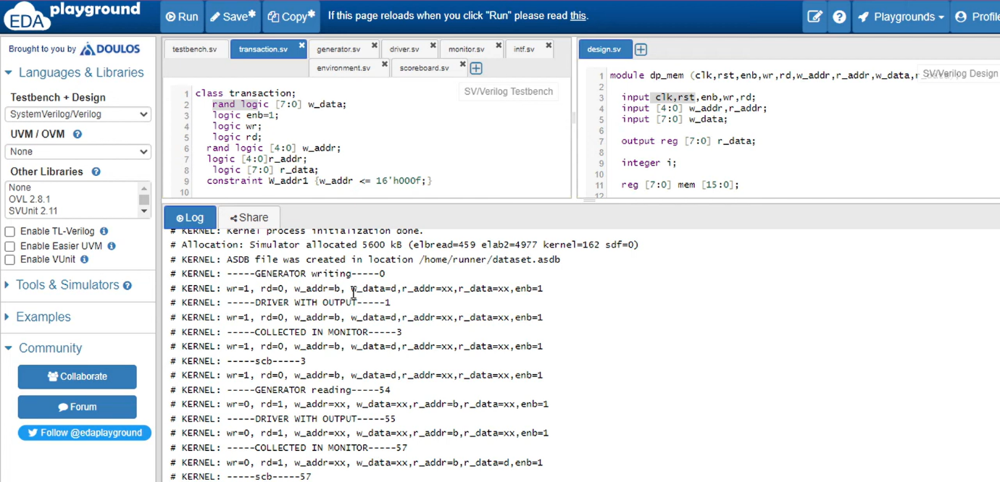 EDA playground
Run Save* Copy* If this page reloads when you click "Run" please read this. Playgrounds Profile
Brought to you by DOULOS
Languages & Libraries
Testbench + Design
SystemVerilog/Verilog
UVM / OVM
None
Other Libraries
None
OVL 2.8.1
SVUnit 2.11
Enable TL-Verilog
Enable Easier UVM
Enable VUnit
Tools & Simulators
Examples
Community
Collaborate
Forum
Follow @edaplayground
testbench.sv transaction.sv generator.sv driver.sv monitor.sv intf.sv
environment.sv scoreboard.sv
SV/Verilog Testbench
1 class transaction;
2 rand logic [7:0] w_data;
3 logic enb=1;
4 logic wr;
5 logic rd;
6 rand logic [4:0] w_addr;
7 logic [4:0]r_addr;
8 logic [7:0] r_data;
9 constraint W_addr1 {w_addr <= 16'h000f;}
10
design.sv
SV/Verilog Design
1 module dp_mem (clk,rst,enb,wr,rd,w_addr,r_addr,w_data,
2
3 input clk,rst,enb,wr,rd;
4 input [4:0] w_addr,r_addr;
5 input [7:0] w_data;
6
7 output reg [7:0] r_data;
8
9 integer i;
10
11 reg [7:0] mem [15:0];
12
Log Share
# KERNEL: Kernel process initialization done.
# Allocation: Simulator allocated 5600 kB (elbread=459 elab2=4977 kernel=162 sdf=0)
# KERNEL: ASDB file was created in location /home/runner/dataset.asdb
# KERNEL: -----GENERATOR writing-----0
# KERNEL: wr=1, rd=0, w_addr=b, w_data=d,r_addr=xx,r_data=xx,enb=1
# KERNEL: -----DRIVER WITH OUTPUT-----1
# KERNEL: wr=1, rd=0, w_addr=b, w_data=d,r_addr=xx,r_data=xx,enb=1
# KERNEL: -----COLLECTED IN MONITOR-----3
# KERNEL: wr=1, rd=0, w_addr=b, w_data=d,r_addr=xx,r_data=xx,enb=1
# KERNEL: -----scb-----3
# KERNEL: wr=1, rd=0, w_addr=b, w_data=d,r_addr=xx,r_data=xx,enb=1
# KERNEL: -----GENERATOR reading-----54
# KERNEL: wr=0, rd=1, w_addr=xx, w_data=xx,r_addr=b,r_data=xx,enb=1
# KERNEL: -----DRIVER WITH OUTPUT-----55
# KERNEL: wr=0, rd=1, w_addr=xx, w_data=xx,r_addr=b,r_data=xx,enb=1
# KERNEL: -----COLLECTED IN MONITOR-----57
# KERNEL: wr=0, rd=1, w_addr=xx, w_data=xx,r_addr=b,r_data=d,enb=1
# KERNEL: -----scb-----57